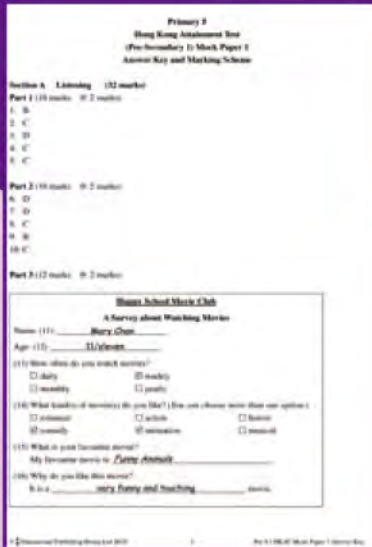 Primary 5
Hong Kong Attainment Test
(Pre-Secondary 1) Mock Paper 1
Answer Key and Marking Scheme
Section A Listening (32 marks)
Part 1 (10 marks @ 2 marks)
1. B
2. C
3. D
4. C
5. C
Part 2 (10 marks @ 2 marks)
6. D
7. D
8. C
9. B
10. C
Part 3 (12 marks @ 2 marks)
Happy School Movie Club
A Survey about Watching Movies
Name: (11) Mary Chan
Age: (12) 11/eleven
(13) How often do you watch movies?
☐ daily ☑ weekly
☐ monthly ☐ yearly
(14) What kind(s) of movie(s) do you like? (You can choose more than one option.)
☐ romance ☐ action ☐ horror
☑ comedy ☑ animation ☐ musical
(15) What is your favourite movie?
My favourite movie is Funny Animals
(16) Why do you like this movie?
It is a very funny and touching movie.